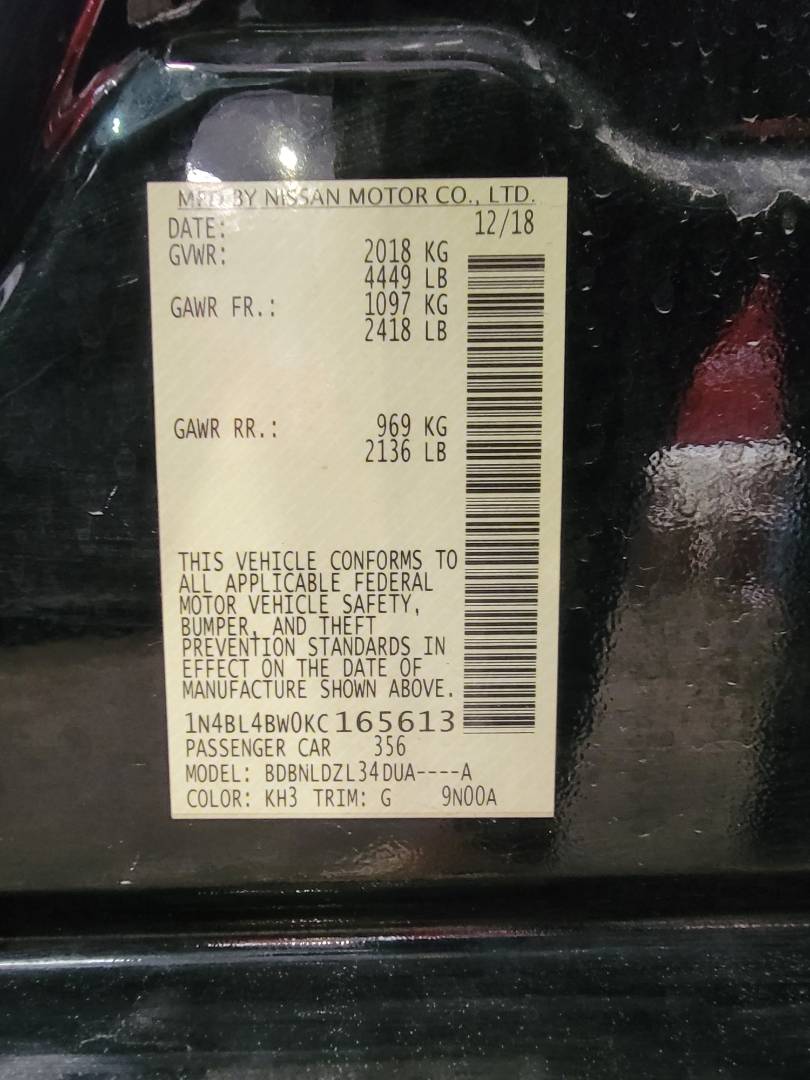 MFD BY NISSAN MOTOR CO., LTD.
DATE: 12/18
GVWR: 2018 KG
4449 LB
GAWR FR.: 1097 KG
2418 LB
GAWR RR.: 969 KG
2136 LB
THIS VEHICLE CONFORMS TO
ALL APPLICABLE FEDERAL
MOTOR VEHICLE SAFETY,
BUMPER, AND THEFT
PREVENTION STANDARDS IN
EFFECT ON THE DATE OF
MANUFACTURE SHOWN ABOVE.
1N4BL4BW0KC165613
PASSENGER CAR 356
MODEL: BDBNLDZL34DUA----A
COLOR: KH3 TRIM: G 9N00A